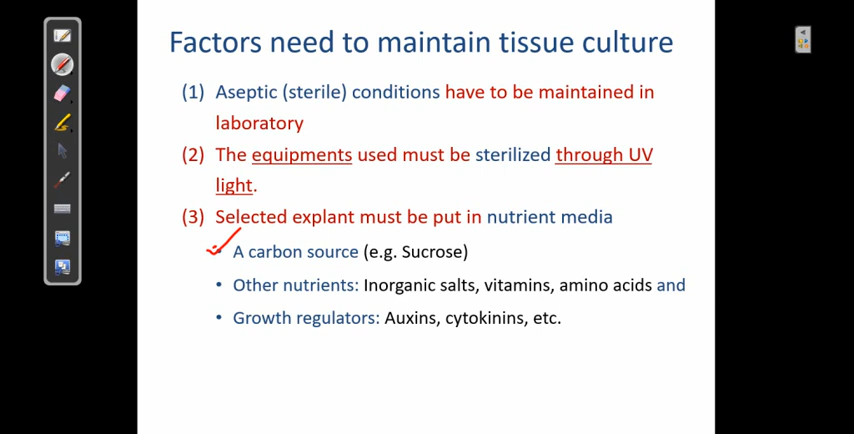 Factors need to maintain tissue culture
(1) Aseptic (sterile) conditions have to be maintained in
laboratory
(2) The equipments used must be sterilized through UV
light.
(3) Selected explant must be put in nutrient media
A carbon source (e.g. Sucrose)
• Other nutrients: Inorganic salts, vitamins, amino acids and
• Growth regulators: Auxins, cytokinins, etc.